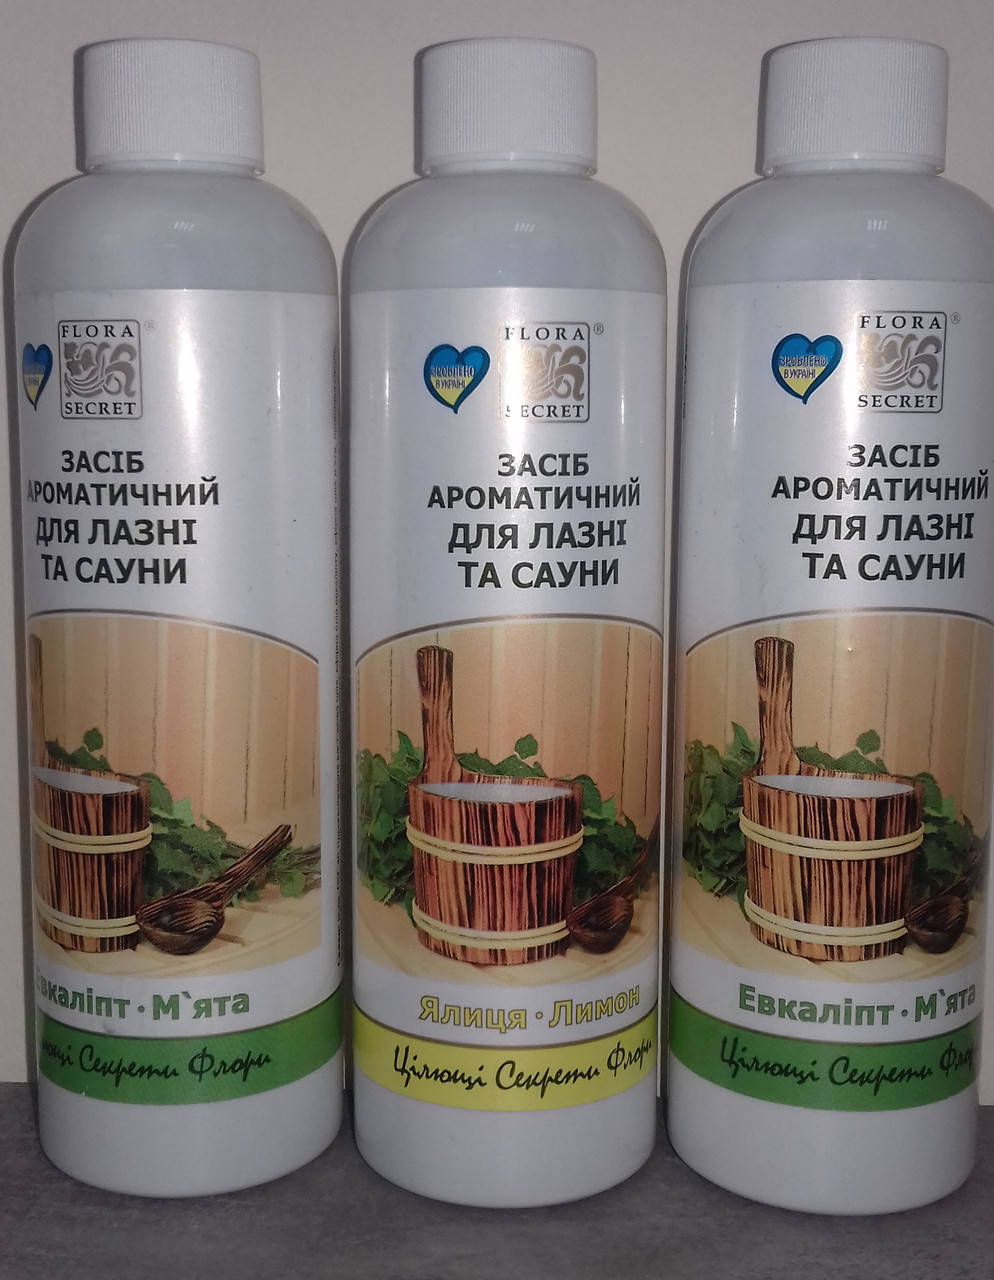 FLORA
®
SECRET
ЗАСІБ
АРОМАТИЧНИЙ
ДЛЯ ЛАЗНІ
ТА САУНИ
Евкаліпт · М`ята
Секрети Флори
FLORA
®
SECRET
ЗРОБЛЕНО
В УКРАЇНІ
ЗАСІБ
АРОМАТИЧНИЙ
ДЛЯ ЛАЗНІ
ТА САУНИ
Ялиця · Лимон
Цілющі Секрети Флори
FLORA
®
SECRET
ЗРОБЛЕНО
В УКРАЇНІ
ЗАСІБ
АРОМАТИЧНИЙ
ДЛЯ ЛАЗНІ
ТА САУНИ
Евкаліпт · М`ята
Цілющі Секрети Флор